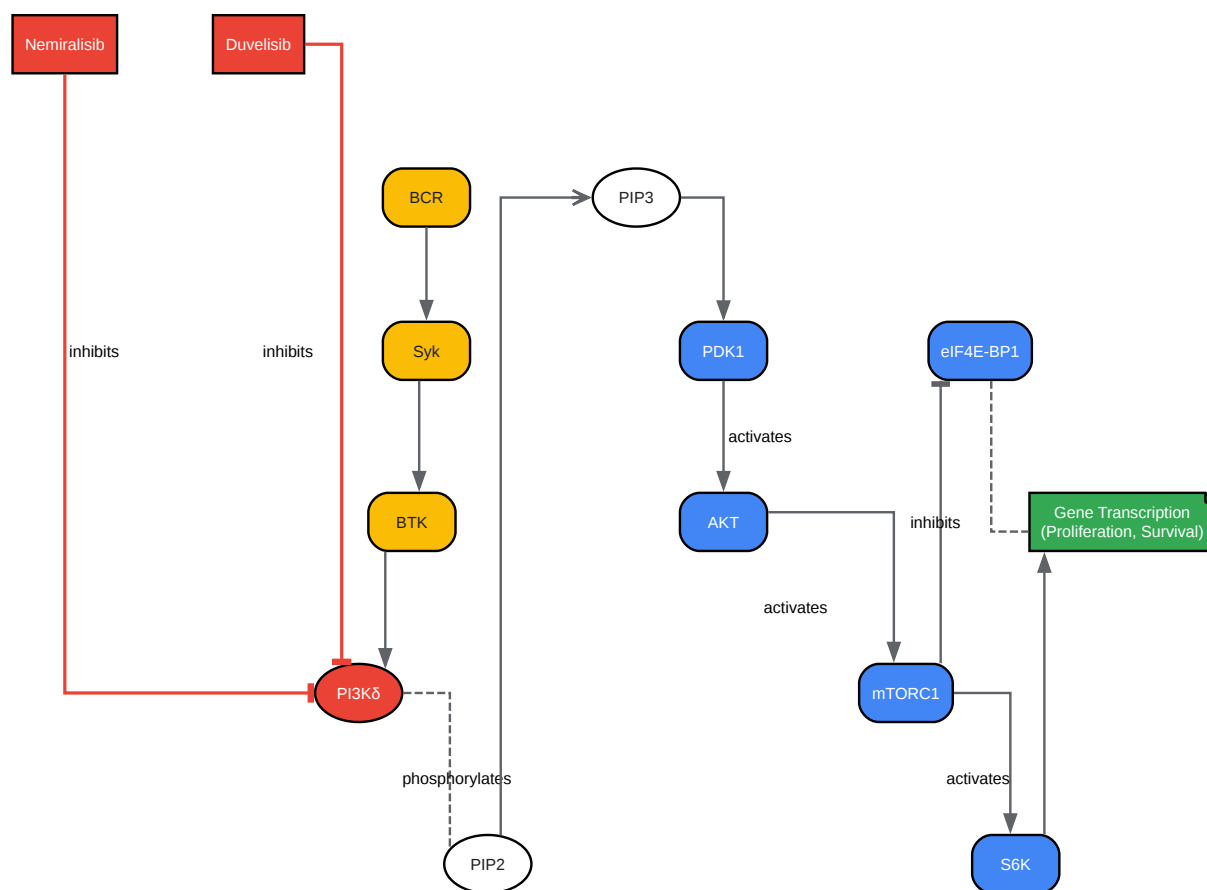 Nemiralisib
Duvelisib
BCR
PIP3
inhibits
inhibits
Syk
PDK1
eIF4E-BP1
activates
BTK
AKT
inhibits
Gene Transcription
(Proliferation, Survival)
activates
PI3Kδ
mTORC1
phosphorylates
activates
PIP2
S6K